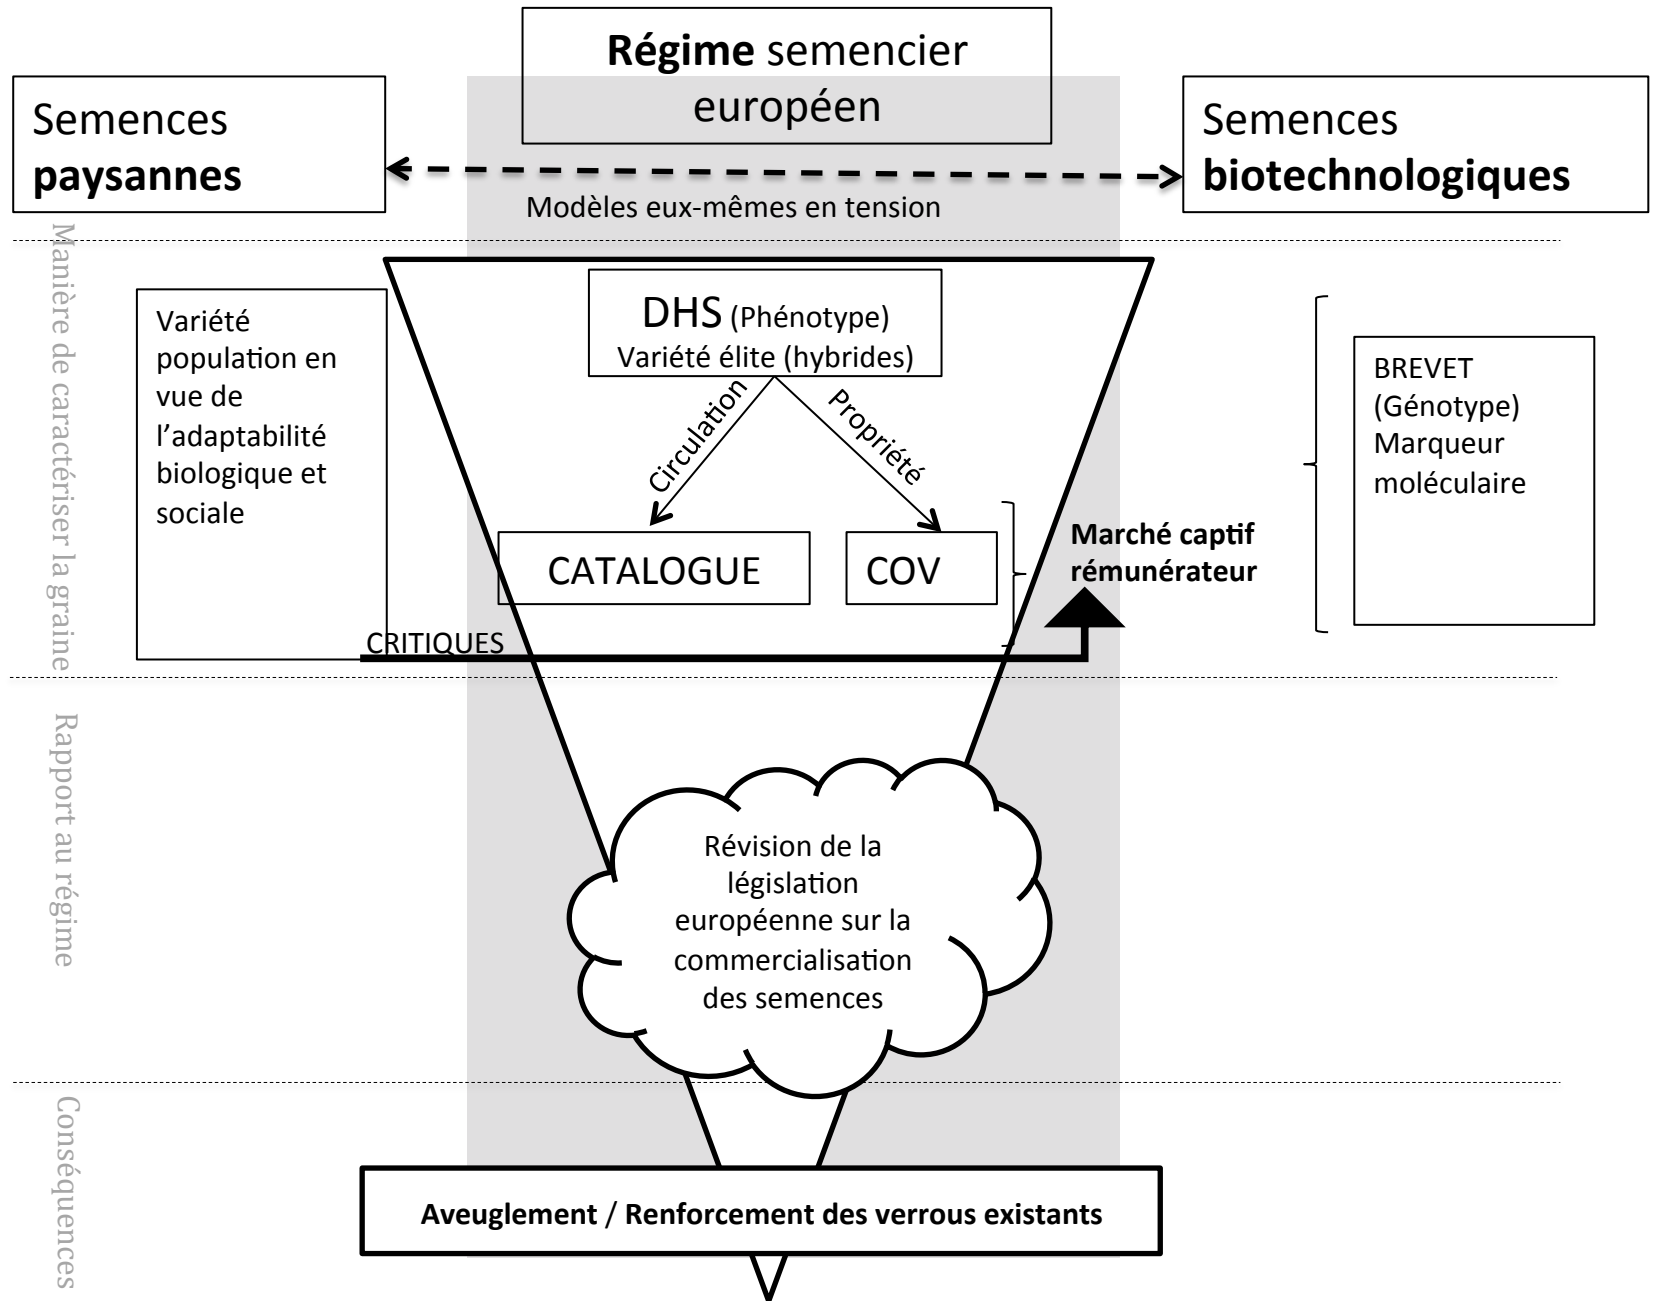 Régime semencier
européen
Semences
paysannes
Semences
biotechnologiques
Modèles eux-mêmes en tension
Manière de caractériser la graine
Variété
population en
vue de
l'adaptabilité
biologique et
sociale
DHS (Phénotype)
Variété élite (hybrides)
Circulation
Propriété
CATALOGUE
COV
Marché captif
rémunérateur
BREVET
(Génotype)
Marqueur
moléculaire
CRITIQUES
Rapport au régime
Révision de la
législation
européenne sur la
commercialisation
des semences
Conséquences
Aveuglement / Renforcement des verrous existants